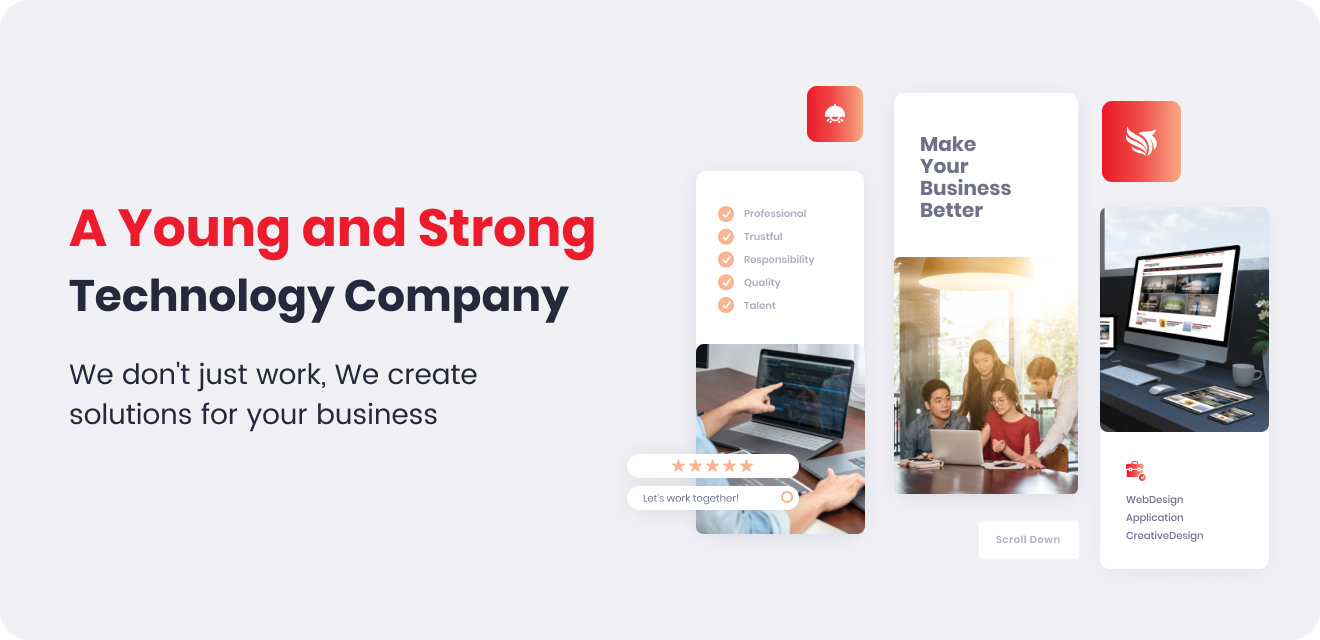 A Young and Strong
Technology Company
We don't just work, We create
solutions for your business
Professional
Trustful
Responsibility
Quality
Talent
Let's work together!
Make
Your
Business
Better
Scroll Down
WebDesign
Application
CreativeDesign